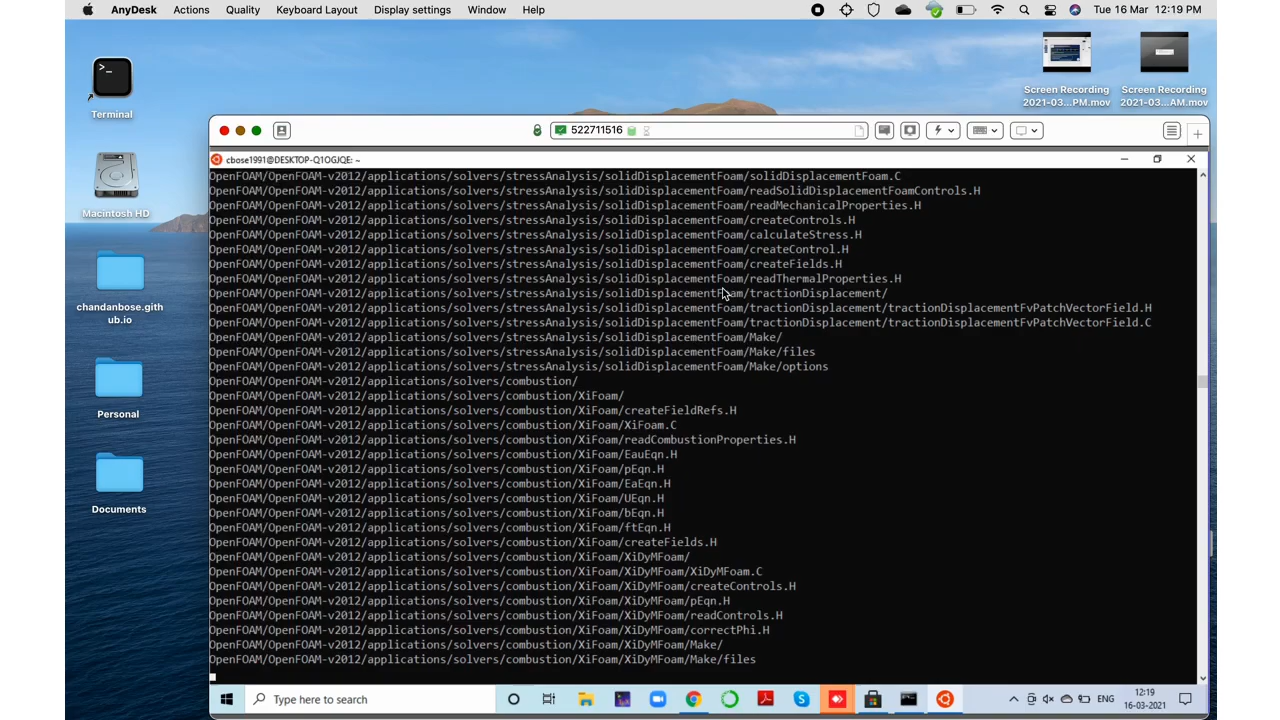 AnyDesk Actions Quality Keyboard Layout Display settings Window Help Tue 16 Mar 12:19 PM
>_
Terminal
Macintosh HD
chandanbose.gith
ub.io
Personal
Documents
Screen Recording
2021-03...PM.mov
Screen Recording
2021-03...AM.mov
522711516
cbose1991@DESKTOP-Q1OGJQE: ~
OpenFOAM/OpenFOAM-v2012/applications/solvers/stressAnalysis/solidDisplacementFoam/solidDisplacementFoam.C
OpenFOAM/OpenFOAM-v2012/applications/solvers/stressAnalysis/solidDisplacementFoam/readSolidDisplacementFoamControls.H
OpenFOAM/OpenFOAM-v2012/applications/solvers/stressAnalysis/solidDisplacementFoam/readMechanicalProperties.H
OpenFOAM/OpenFOAM-v2012/applications/solvers/stressAnalysis/solidDisplacementFoam/createControls.H
OpenFOAM/OpenFOAM-v2012/applications/solvers/stressAnalysis/solidDisplacementFoam/calculateStress.H
OpenFOAM/OpenFOAM-v2012/applications/solvers/stressAnalysis/solidDisplacementFoam/createControl.H
OpenFOAM/OpenFOAM-v2012/applications/solvers/stressAnalysis/solidDisplacementFoam/createFields.H
OpenFOAM/OpenFOAM-v2012/applications/solvers/stressAnalysis/solidDisplacementFoam/readThermalProperties.H
OpenFOAM/OpenFOAM-v2012/applications/solvers/stressAnalysis/solidDisplacementFoam/tractionDisplacement/
OpenFOAM/OpenFOAM-v2012/applications/solvers/stressAnalysis/solidDisplacementFoam/tractionDisplacement/tractionDisplacementFvPatchVectorField.H
OpenFOAM/OpenFOAM-v2012/applications/solvers/stressAnalysis/solidDisplacementFoam/tractionDisplacement/tractionDisplacementFvPatchVectorField.C
OpenFOAM/OpenFOAM-v2012/applications/solvers/stressAnalysis/solidDisplacementFoam/Make/
OpenFOAM/OpenFOAM-v2012/applications/solvers/stressAnalysis/solidDisplacementFoam/Make/files
OpenFOAM/OpenFOAM-v2012/applications/solvers/stressAnalysis/solidDisplacementFoam/Make/options
OpenFOAM/OpenFOAM-v2012/applications/solvers/combustion/
OpenFOAM/OpenFOAM-v2012/applications/solvers/combustion/XiFoam/
OpenFOAM/OpenFOAM-v2012/applications/solvers/combustion/XiFoam/createFieldRefs.H
OpenFOAM/OpenFOAM-v2012/applications/solvers/combustion/XiFoam/XiFoam.C
OpenFOAM/OpenFOAM-v2012/applications/solvers/combustion/XiFoam/readCombustionProperties.H
OpenFOAM/OpenFOAM-v2012/applications/solvers/combustion/XiFoam/EauEqn.H
OpenFOAM/OpenFOAM-v2012/applications/solvers/combustion/XiFoam/pEqn.H
OpenFOAM/OpenFOAM-v2012/applications/solvers/combustion/XiFoam/EaEqn.H
OpenFOAM/OpenFOAM-v2012/applications/solvers/combustion/XiFoam/UEqn.H
OpenFOAM/OpenFOAM-v2012/applications/solvers/combustion/XiFoam/bEqn.H
OpenFOAM/OpenFOAM-v2012/applications/solvers/combustion/XiFoam/ftEqn.H
OpenFOAM/OpenFOAM-v2012/applications/solvers/combustion/XiFoam/createFields.H
OpenFOAM/OpenFOAM-v2012/applications/solvers/combustion/XiFoam/XiDyMFoam/
OpenFOAM/OpenFOAM-v2012/applications/solvers/combustion/XiFoam/XiDyMFoam/XiDyMFoam.C
OpenFOAM/OpenFOAM-v2012/applications/solvers/combustion/XiFoam/XiDyMFoam/createControls.H
OpenFOAM/OpenFOAM-v2012/applications/solvers/combustion/XiFoam/XiDyMFoam/pEqn.H
OpenFOAM/OpenFOAM-v2012/applications/solvers/combustion/XiFoam/XiDyMFoam/readControls.H
OpenFOAM/OpenFOAM-v2012/applications/solvers/combustion/XiFoam/XiDyMFoam/correctPhi.H
OpenFOAM/OpenFOAM-v2012/applications/solvers/combustion/XiFoam/XiDyMFoam/Make/
OpenFOAM/OpenFOAM-v2012/applications/solvers/combustion/XiFoam/XiDyMFoam/Make/files
Type here to search
ENG
12:19
16-03-2021